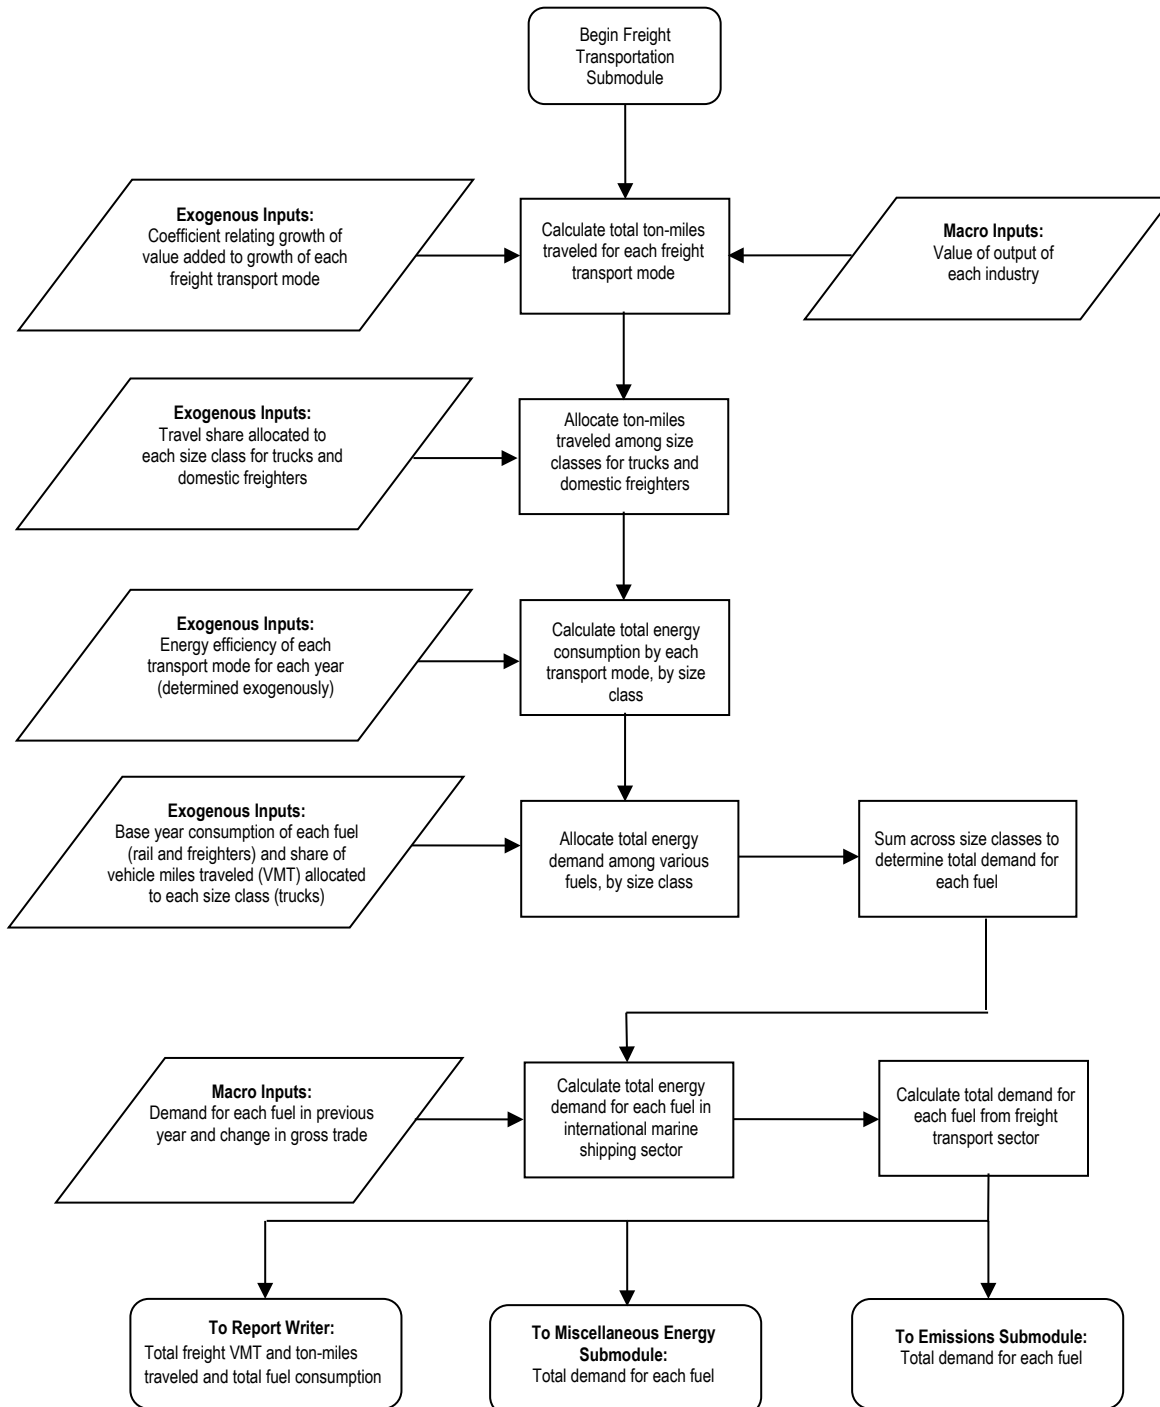 Begin Freight
Transportation
Submodule
Exogenous Inputs:
Coefficient relating growth of
value added to growth of each
freight transport mode
Calculate total ton-miles
traveled for each freight
transport mode
Macro Inputs:
Value of output of
each industry
Exogenous Inputs:
Travel share allocated to
each size class for trucks and
domestic freighters
Allocate ton-miles
traveled among size
classes for trucks and
domestic freighters
Exogenous Inputs:
Energy efficiency of each
transport mode for each year
(determined exogenously)
Calculate total energy
consumption by each
transport mode, by size
class
Exogenous Inputs:
Base year consumption of each fuel
(rail and freighters) and share of
vehicle miles traveled (VMT) allocated
to each size class (trucks)
Allocate total energy
demand among various
fuels, by size class
Sum across size classes to
determine total demand for
each fuel
Macro Inputs:
Demand for each fuel in previous
year and change in gross trade
Calculate total energy
demand for each fuel in
international marine
shipping sector
Calculate total demand for
each fuel from freight
transport sector
To Report Writer:
Total freight VMT and ton-miles
traveled and total fuel consumption
To Miscellaneous Energy
Submodule:
Total demand for each fuel
To Emissions Submodule:
Total demand for each fuel